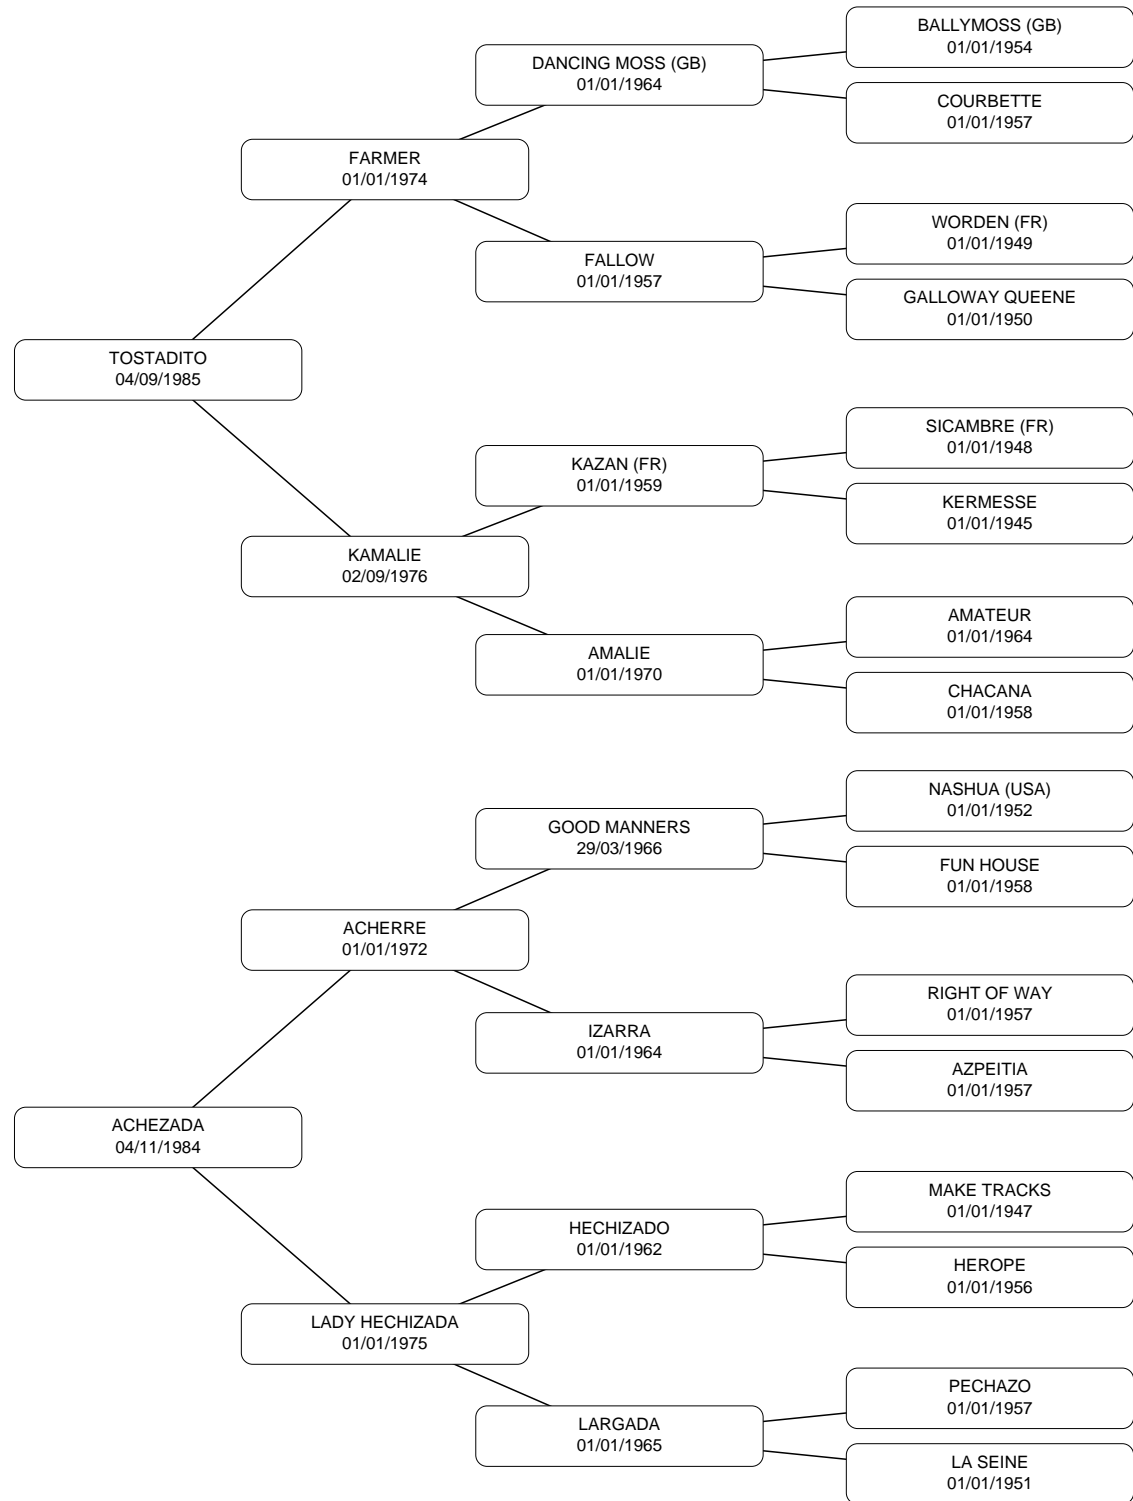 BALLYMOSS (GB)
01/01/1954
DANCING MOSS (GB)
01/01/1964
COURBETTE
01/01/1957
FARMER
01/01/1974
WORDEN (FR)
01/01/1949
FALLOW
01/01/1957
GALLOWAY QUEENE
01/01/1950
TOSTADITO
04/09/1985
SICAMBRE (FR)
01/01/1948
KAZAN (FR)
01/01/1959
KERMESSE
01/01/1945
KAMALIE
02/09/1976
AMATEUR
01/01/1964
AMALIE
01/01/1970
CHACANA
01/01/1958
NASHUA (USA)
01/01/1952
GOOD MANNERS
29/03/1966
FUN HOUSE
01/01/1958
ACHERRE
01/01/1972
RIGHT OF WAY
01/01/1957
IZARRA
01/01/1964
AZPEITIA
01/01/1957
ACHEZADA
04/11/1984
MAKE TRACKS
01/01/1947
HECHIZADO
01/01/1962
HEROPE
01/01/1956
LADY HECHIZADA
01/01/1975
PECHAZO
01/01/1957
LARGADA
01/01/1965
LA SEINE
01/01/1951